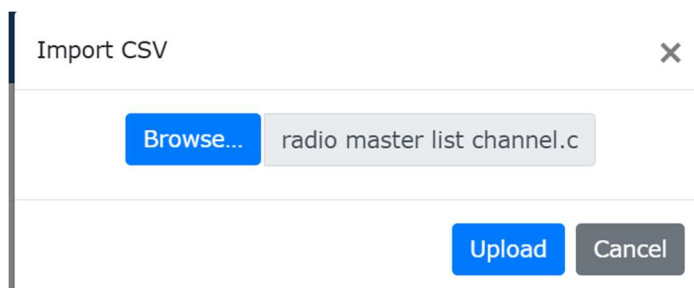 Import CSV ×
Browse... radio master list channel.c
Upload Cancel